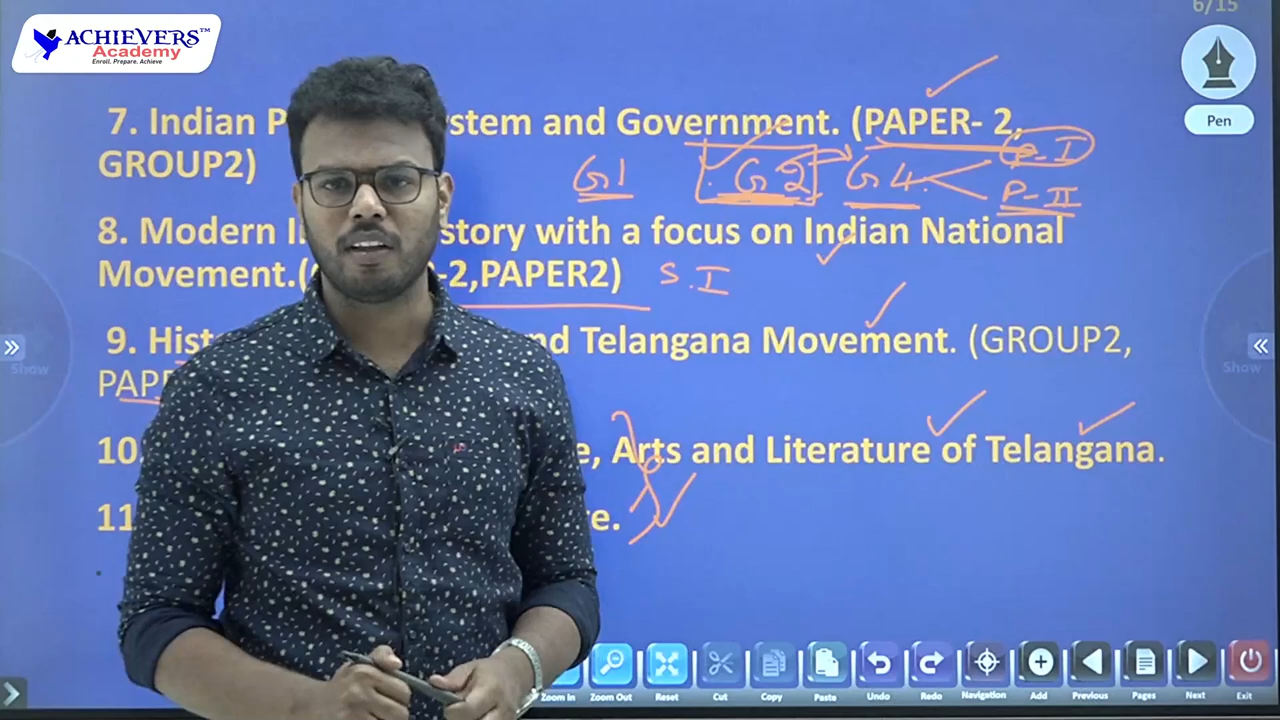 ACHIEVERS™
Academy
Enroll. Prepare. Achieve
6/15
Pen
7. Indian P stem and Government. (PAPER- 2,
GROUP2)
P-I
G1 G2 G4
P-II
8. Modern I story with a focus on Indian National
Movement.( -2,PAPER2) S.I
9. Hist nd Telangana Movement. (GROUP2,
PAP
10 e, Arts and Literature of Telangana.
11 re.
Show
Show
Zoom In Zoom Out Reset Cut Copy Paste Undo Redo Navigation Add Previous Pages Next Exit